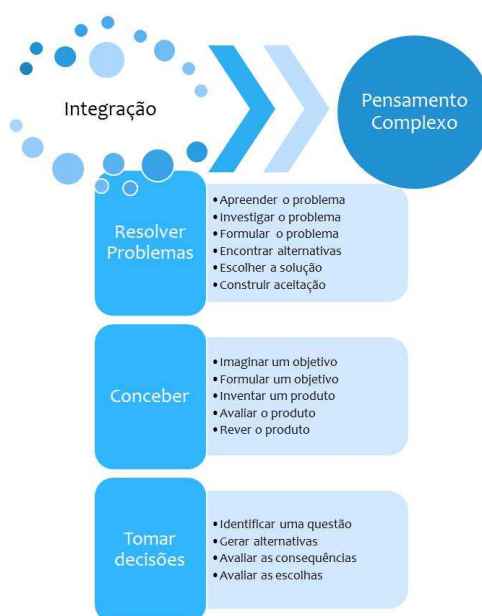 Integração
Pensamento
Complexo
Resolver
Problemas
• Apreender o problema
• Investigar o problema
• Formular o problema
• Encontrar alternativas
• Escolher a solução
• Construir aceitação
Conceber
• Imaginar um objetivo
• Formular um objetivo
• Inventar um produto
• Avaliar o produto
• Rever o produto
Tomar
decisões
• Identificar uma questão
• Gerar alternativas
• Avaliar as consequências
• Avaliar as escolhas